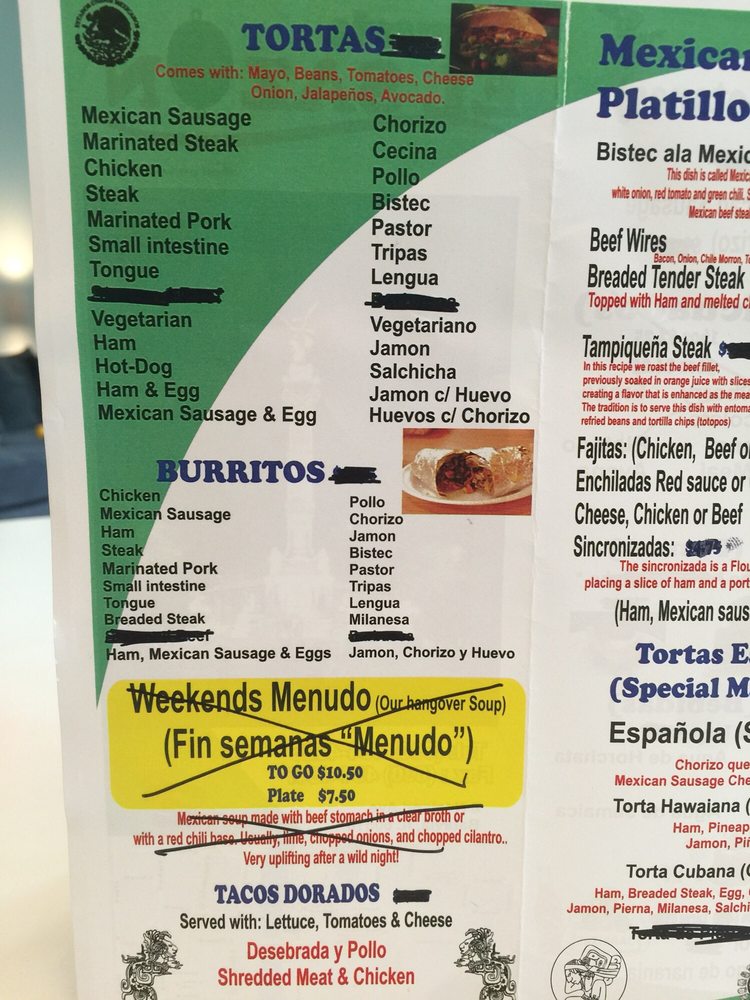 TORTAS
Comes with: Mayo, Beans, Tomatoes, Cheese
Onion, Jalapeños, Avocado.
Mexican Sausage Chorizo
Marinated Steak Cecina
Chicken Pollo
Steak Bistec
Marinated Pork Pastor
Small intestine Tripas
Tongue Lengua
Vegetarian Vegetariano
Ham Jamon
Hot-Dog Salchicha
Ham & Egg Jamon c/ Huevo
Mexican Sausage & Egg Huevos c/ Chorizo
BURRITOS
Chicken Pollo
Mexican Sausage Chorizo
Ham Jamon
Steak Bistec
Marinated Pork Pastor
Small intestine Tripas
Tongue Lengua
Breaded Steak Milanesa
Beef
Ham, Mexican Sausage & Eggs Jamon, Chorizo y Huevo
Weekends Menudo (Our hangover Soup)
(Fin semanas “Menudo”)
TO GO $10.50
Plate $7.50
Mexican soup made with beef stomach in a clear broth or
with a red chili base. Usually, lime, chopped onions, and chopped cilantro..
Very uplifting after a wild night!
TACOS DORADOS
Served with: Lettuce, Tomatoes & Cheese
Desebrada y Pollo
Shredded Meat & Chicken
Mexica
Platillo
Bistec ala Mexic
This dish is called Mexic
white onion, red tomato and green chili. S
Mexican beef stea
Beef Wires
Bacon, Onion, Chile Morron, T
Breaded Tender Steak
Topped with Ham and melted c
Tampiqueña Steak
In this recipe we roast the beef fillet,
previously soaked in orange juice with slices
creating a flavor that is enhanced as the mea
The tradition is to serve this dish with entoma
refried beans and tortilla chips (totopos)
Fajitas: (Chicken, Beef o
Enchiladas Red sauce or
Cheese, Chicken or Beef
Sincronizadas:
The sincronizada is a Flou
placing a slice of ham and a port
(Ham, Mexican saus
Tortas E
(Special M
Española (S
Chorizo que
Mexican Sausage Che
Torta Hawaiana (
Ham, Pineap
Jamon, Piñ
Torta Cubana (C
Ham, Breaded Steak, Egg,
Jamon, Pierna, Milanesa, Salchi